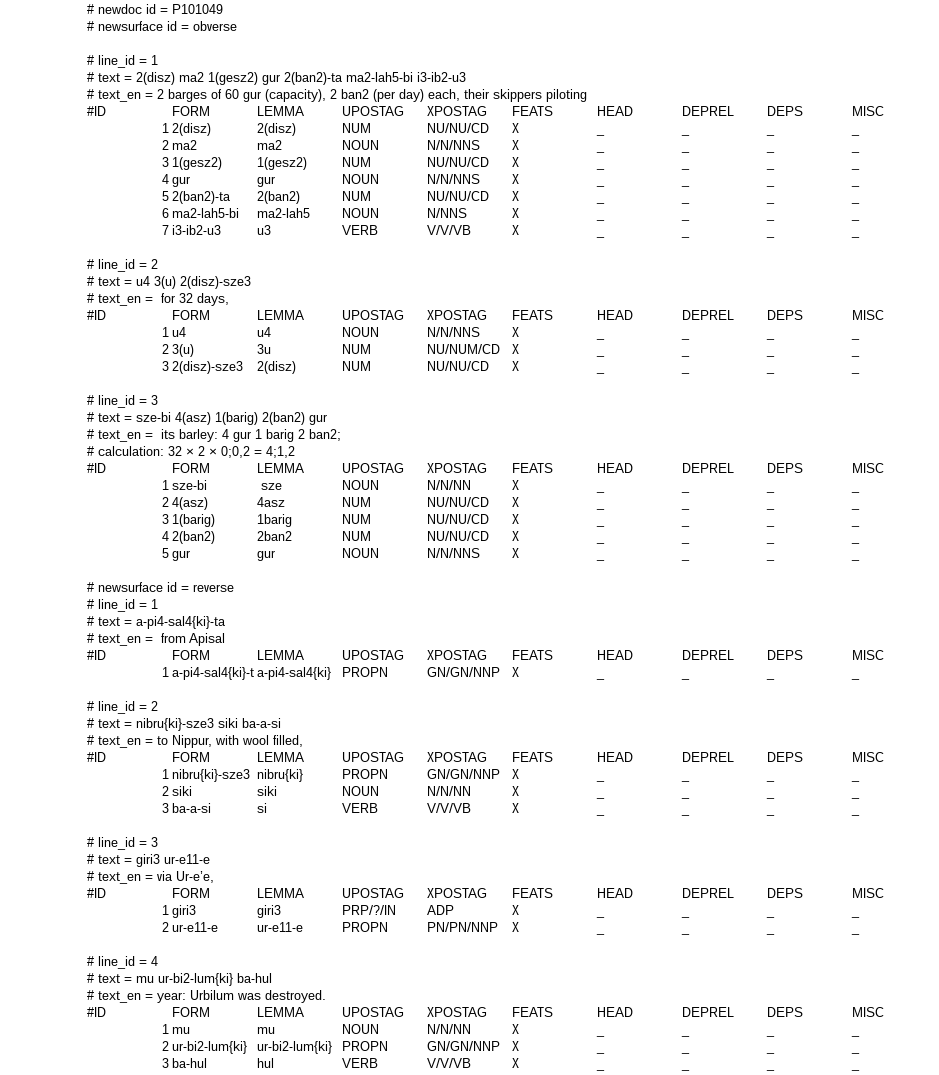 # newdoc id = P101049
# newsurface id = obverse
# line_id = 1
# text = 2(disz) ma2 1(gesz2) gur 2(ban2)-ta ma2-lah5-bi i3-ib2-u3
# text_en = 2 barges of 60 gur (capacity), 2 ban2 (per day) each, their skippers piloting
#ID FORM LEMMA UPOSTAG XPOSTAG FEATS HEAD DEPREL DEPS MISC
1 2(disz) 2(disz) NUM NU/NU/CD X _ _ _ _
2 ma2 ma2 NOUN N/N/NNS X _ _ _ _
3 1(gesz2) 1(gesz2) NUM NU/NU/CD X _ _ _ _
4 gur gur NOUN N/N/NNS X _ _ _ _
5 2(ban2)-ta 2(ban2) NUM NU/NU/CD X _ _ _ _
6 ma2-lah5-bi ma2-lah5 NOUN N/NNS X _ _ _ _
7 i3-ib2-u3 u3 VERB V/V/VB X _ _ _ _
# line_id = 2
# text = u4 3(u) 2(disz)-sze3
# text_en = for 32 days,
#ID FORM LEMMA UPOSTAG XPOSTAG FEATS HEAD DEPREL DEPS MISC
1 u4 u4 NOUN N/N/NNS X _ _ _ _
2 3(u) 3u NUM NU/NUM/CD X _ _ _ _
3 2(disz)-sze3 2(disz) NUM NU/NU/CD X _ _ _ _
# line_id = 3
# text = sze-bi 4(asz) 1(barig) 2(ban2) gur
# text_en = its barley: 4 gur 1 barig 2 ban2;
# calculation: 32 × 2 × 0;0,2 = 4;1,2
#ID FORM LEMMA UPOSTAG XPOSTAG FEATS HEAD DEPREL DEPS MISC
1 sze-bi sze NOUN N/N/NN X _ _ _ _
2 4(asz) 4asz NUM NU/NU/CD X _ _ _ _
3 1(barig) 1barig NUM NU/NU/CD X _ _ _ _
4 2(ban2) 2ban2 NUM NU/NU/CD X _ _ _ _
5 gur gur NOUN N/N/NNS X _ _ _ _
# newsurface id = reverse
# line_id = 1
# text = a-pi4-sal4{ki}-ta
# text_en = from Apisal
#ID FORM LEMMA UPOSTAG XPOSTAG FEATS HEAD DEPREL DEPS MISC
1 a-pi4-sal4{ki}-t a-pi4-sal4{ki} PROPN GN/GN/NNP X _ _ _ _
# line_id = 2
# text = nibru{ki}-sze3 siki ba-a-si
# text_en = to Nippur, with wool filled,
#ID FORM LEMMA UPOSTAG XPOSTAG FEATS HEAD DEPREL DEPS MISC
1 nibru{ki}-sze3 nibru{ki} PROPN GN/GN/NNP X _ _ _ _
2 siki siki NOUN N/N/NN X _ _ _ _
3 ba-a-si si VERB V/V/VB X _ _ _ _
# line_id = 3
# text = giri3 ur-e11-e
# text_en = via Ur-e’e,
#ID FORM LEMMA UPOSTAG XPOSTAG FEATS HEAD DEPREL DEPS MISC
1 giri3 giri3 PRP/?/IN ADP X _ _ _ _
2 ur-e11-e ur-e11-e PROPN PN/PN/NNP X _ _ _ _
# line_id = 4
# text = mu ur-bi2-lum{ki} ba-hul
# text_en = year: Urbilum was destroyed.
#ID FORM LEMMA UPOSTAG XPOSTAG FEATS HEAD DEPREL DEPS MISC
1 mu mu NOUN N/N/NN X _ _ _ _
2 ur-bi2-lum{ki} ur-bi2-lum{ki} PROPN GN/GN/NNP X _ _ _ _
3 ba-hul hul VERB V/V/VB X _ _ _ _